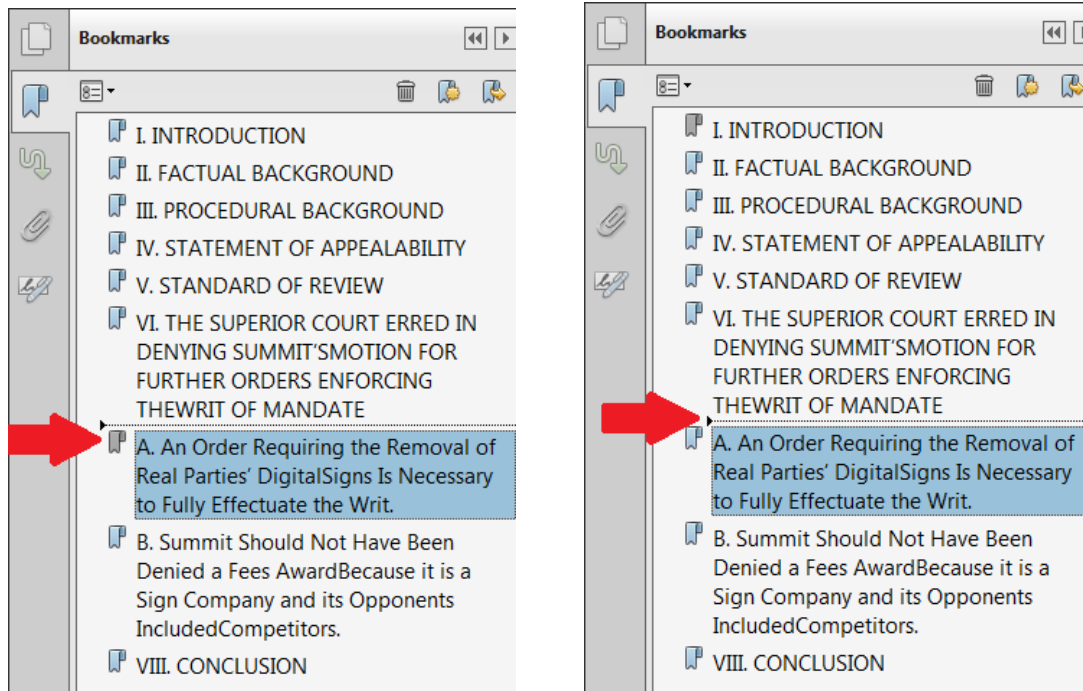 Bookmarks
I. INTRODUCTION
II. FACTUAL BACKGROUND
III. PROCEDURAL BACKGROUND
IV. STATEMENT OF APPEALABILITY
V. STANDARD OF REVIEW
VI. THE SUPERIOR COURT ERRED IN
DENYING SUMMIT'SMOTION FOR
FURTHER ORDERS ENFORCING
THEWRIT OF MANDATE
A. An Order Requiring the Removal of
Real Parties' DigitalSigns Is Necessary
to Fully Effectuate the Writ.
B. Summit Should Not Have Been
Denied a Fees AwardBecause it is a
Sign Company and its Opponents
IncludedCompetitors.
VIII. CONCLUSION
Bookmarks
I. INTRODUCTION
II. FACTUAL BACKGROUND
III. PROCEDURAL BACKGROUND
IV. STATEMENT OF APPEALABILITY
V. STANDARD OF REVIEW
VI. THE SUPERIOR COURT ERRED IN
DENYING SUMMIT'SMOTION FOR
FURTHER ORDERS ENFORCING
THEWRIT OF MANDATE
A. An Order Requiring the Removal of
Real Parties' DigitalSigns Is Necessary
to Fully Effectuate the Writ.
B. Summit Should Not Have Been
Denied a Fees AwardBecause it is a
Sign Company and its Opponents
IncludedCompetitors.
VIII. CONCLUSION